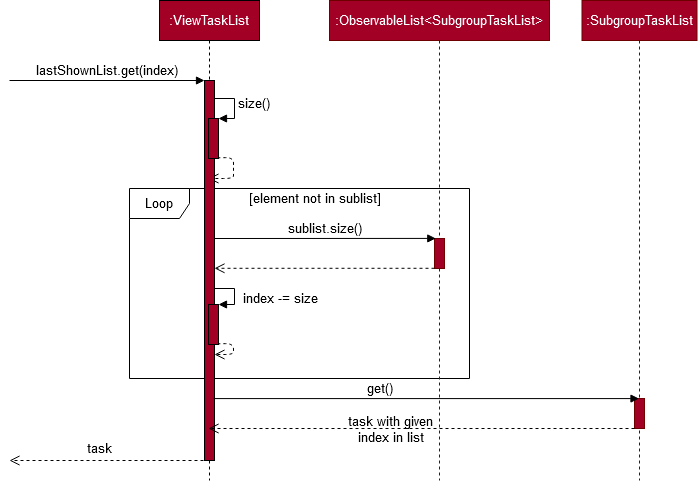 :ViewTaskList
:ObservableList<SubgroupTaskList>
:SubgroupTaskList
lastShownList.get(index)
size()
Loop
[element not in sublist]
sublist.size()
index -= size
get()
task with given
index in list
task